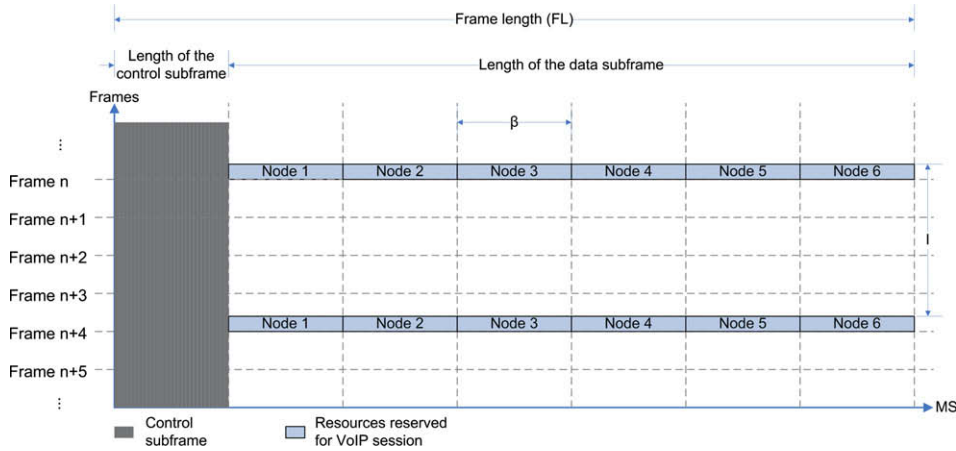 Frame length (FL)
Length of the
control subframe
Length of the data subframe
Frames
β
...
Frame n
Node 1 Node 2 Node 3 Node 4 Node 5 Node 6
Frame n+1
Frame n+2
I
Frame n+3
Node 1 Node 2 Node 3 Node 4 Node 5 Node 6
Frame n+4
Frame n+5
...
MS
Control
subframe
Resources reserved
for VoIP session